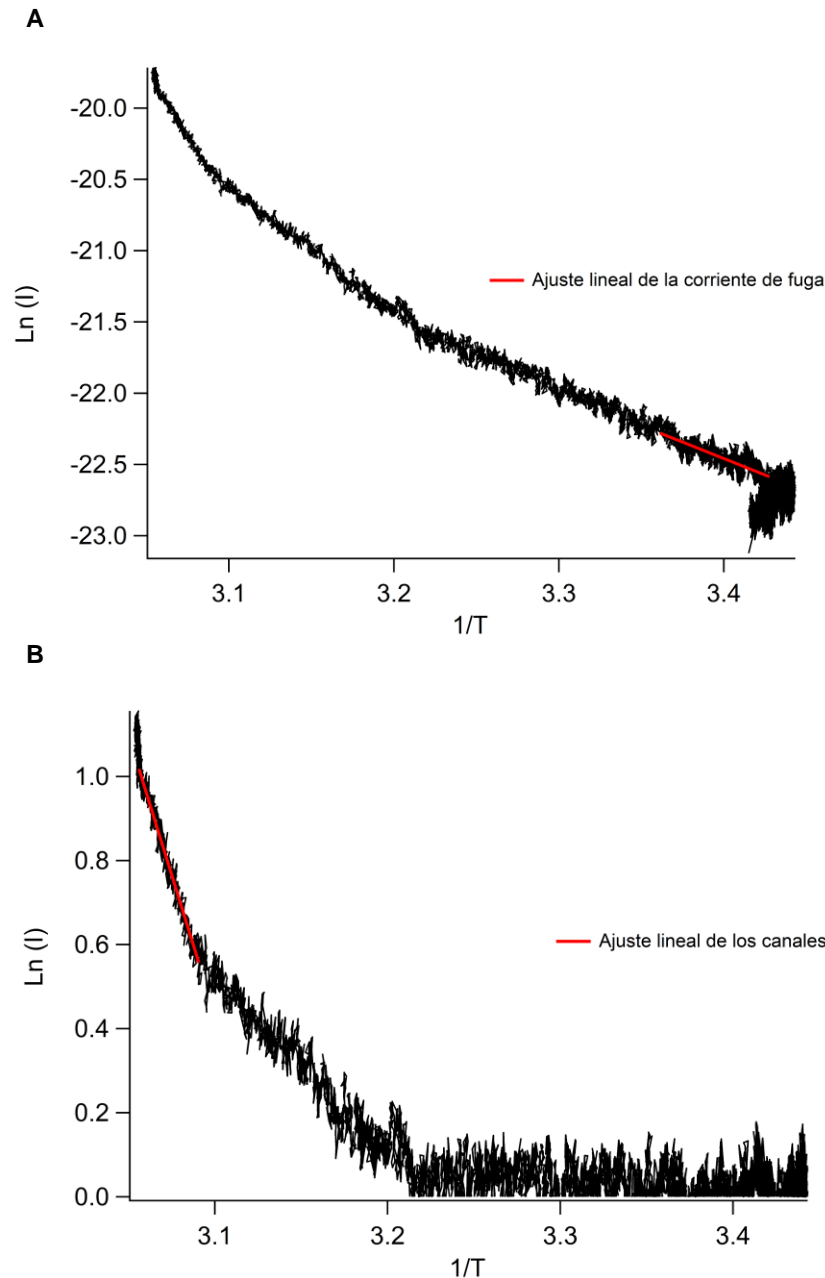 A
-20.0
-20.5
-21.0
-21.5
-22.0
-22.5
-23.0
Ln (I)
Ajuste lineal de la corriente de fuga
3.1 3.2 3.3 3.4
1/T
B
1.0
0.8
0.6
0.4
0.2
0.0
Ln (I)
Ajuste lineal de los canales
3.1 3.2 3.3 3.4
1/T